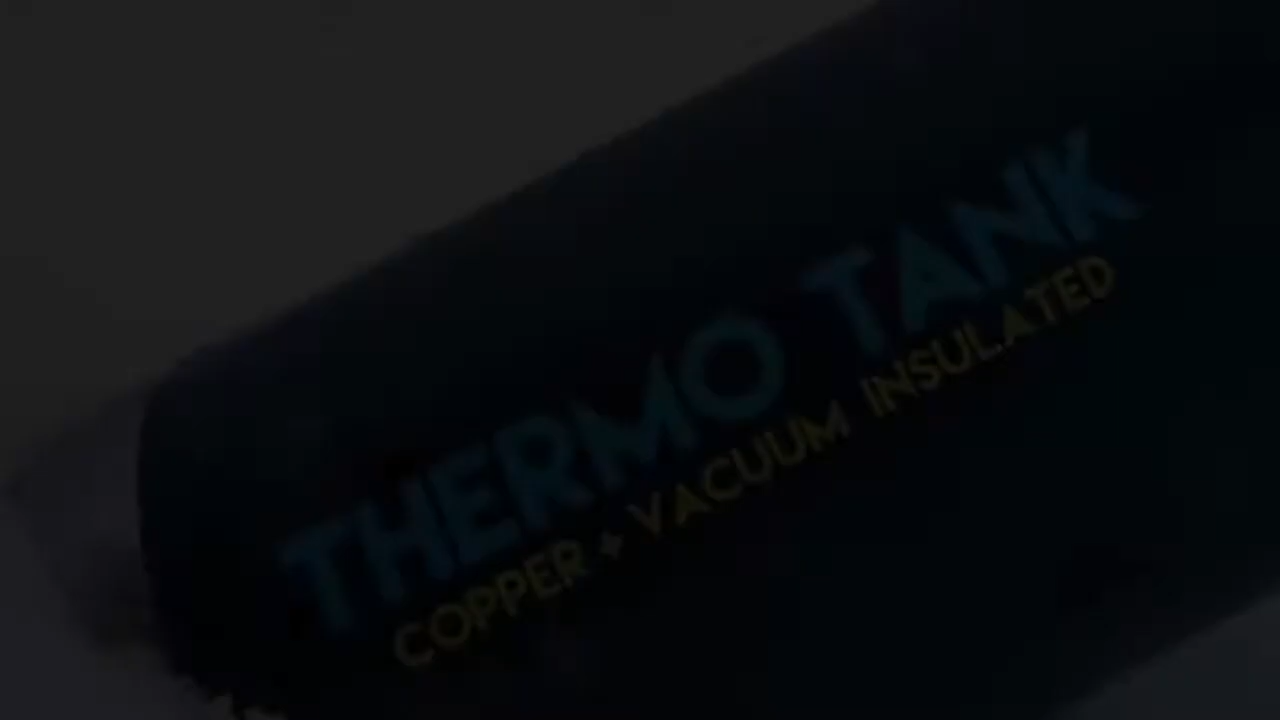 THERMO TANK
COPPER + VACUUM INSULATED